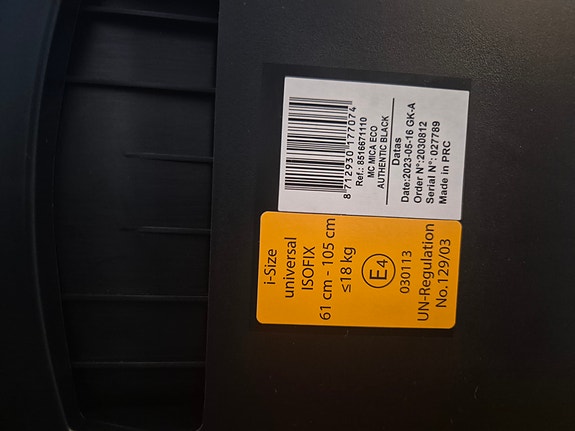 8 712930 177074
Ref.: 8516671110
MC MICA ECO
AUTHENTIC BLACK
Datas
Date:2023-05-16 GK-A
Order N°:2030812
Serial N°: 027789
Made in PRC
i-Size
universal
ISOFIX
61 cm - 105 cm
≤18 kg
E4
030113
UN-Regulation
No.129/03